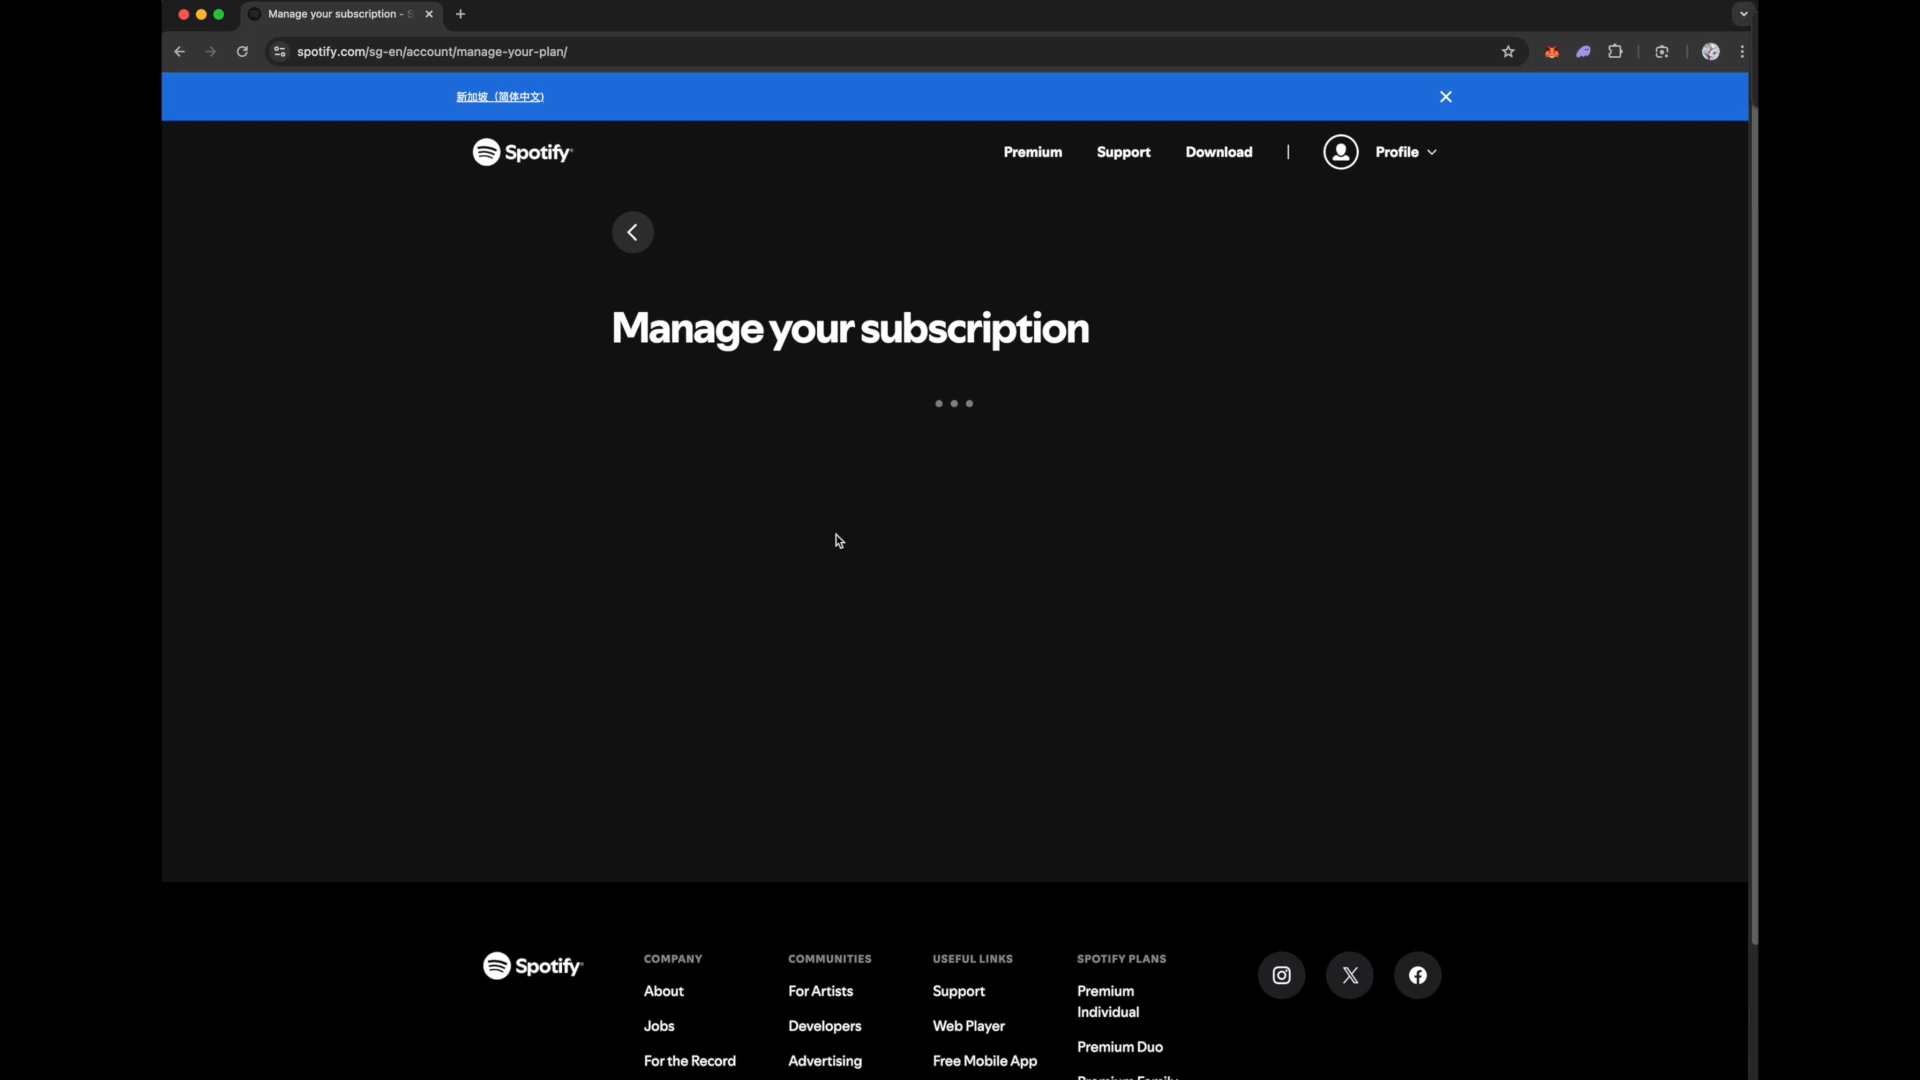 Manage your subscription - S
spotify.com/sg-en/account/manage-your-plan/
新加坡（简体中文)
Spotify
Premium
Support
Download
|
Profile
Manage your subscription
Spotify
COMPANY
About
Jobs
For the Record
COMMUNITIES
For Artists
Developers
Advertising
USEFUL LINKS
Support
Web Player
Free Mobile App
SPOTIFY PLANS
Premium
Individual
Premium Duo
Premium Family